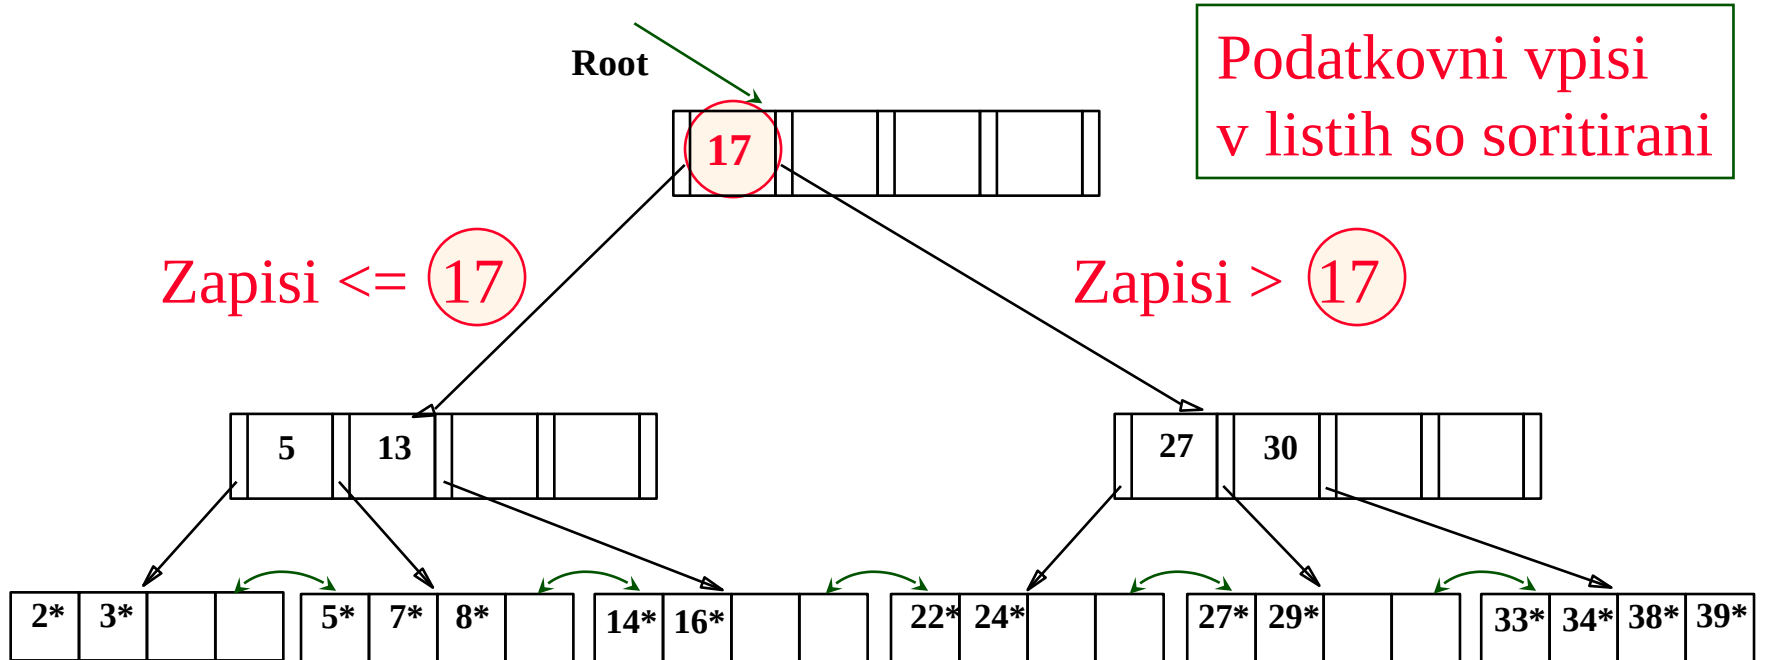 Root
Podatkovni vpisi
v listih so soritirani
17
Zapisi <= 17
Zapisi > 17
5 13
27 30
2* 3*
5* 7* 8*
14* 16*
22* 24*
27* 29*
33* 34* 38* 39*